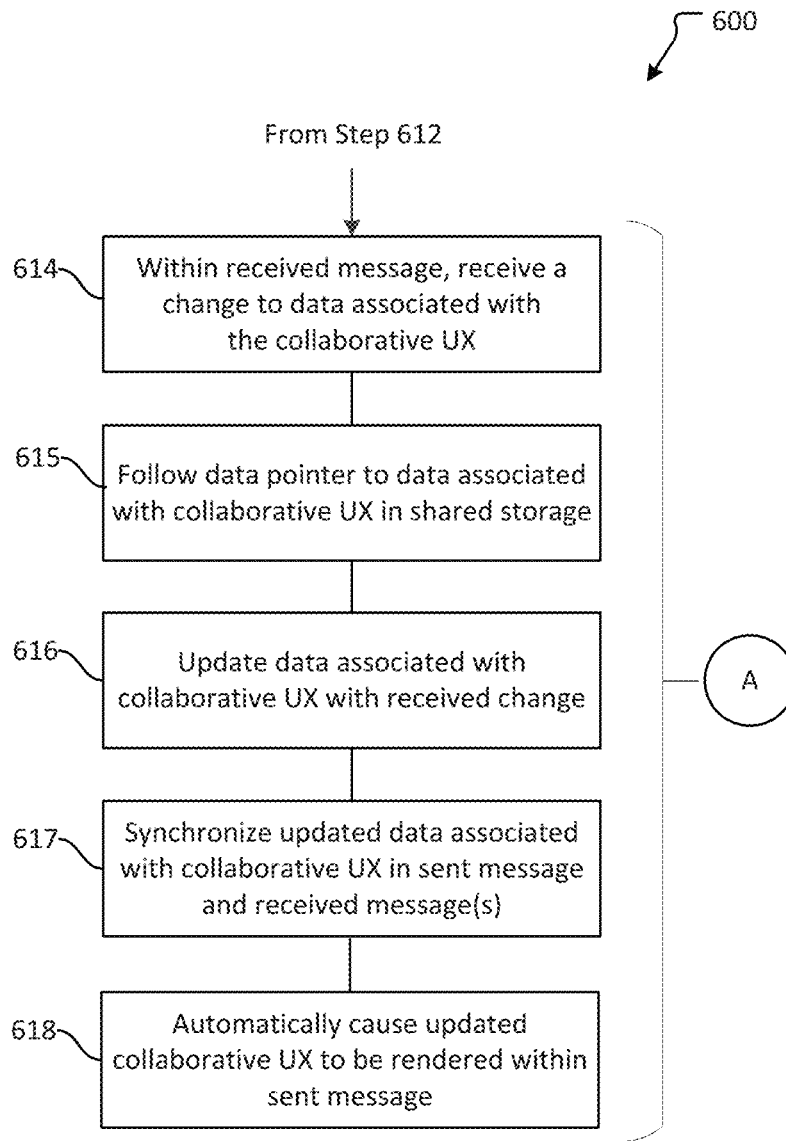 600
From Step 612
614
Within received message, receive a
change to data associated with
the collaborative UX
615
Follow data pointer to data associated
with collaborative UX in shared storage
616
Update data associated with
collaborative UX with received change
A
617
Synchronize updated data associated
with collaborative UX in sent message
and received message(s)
618
Automatically cause updated
collaborative UX to be rendered within
sent message